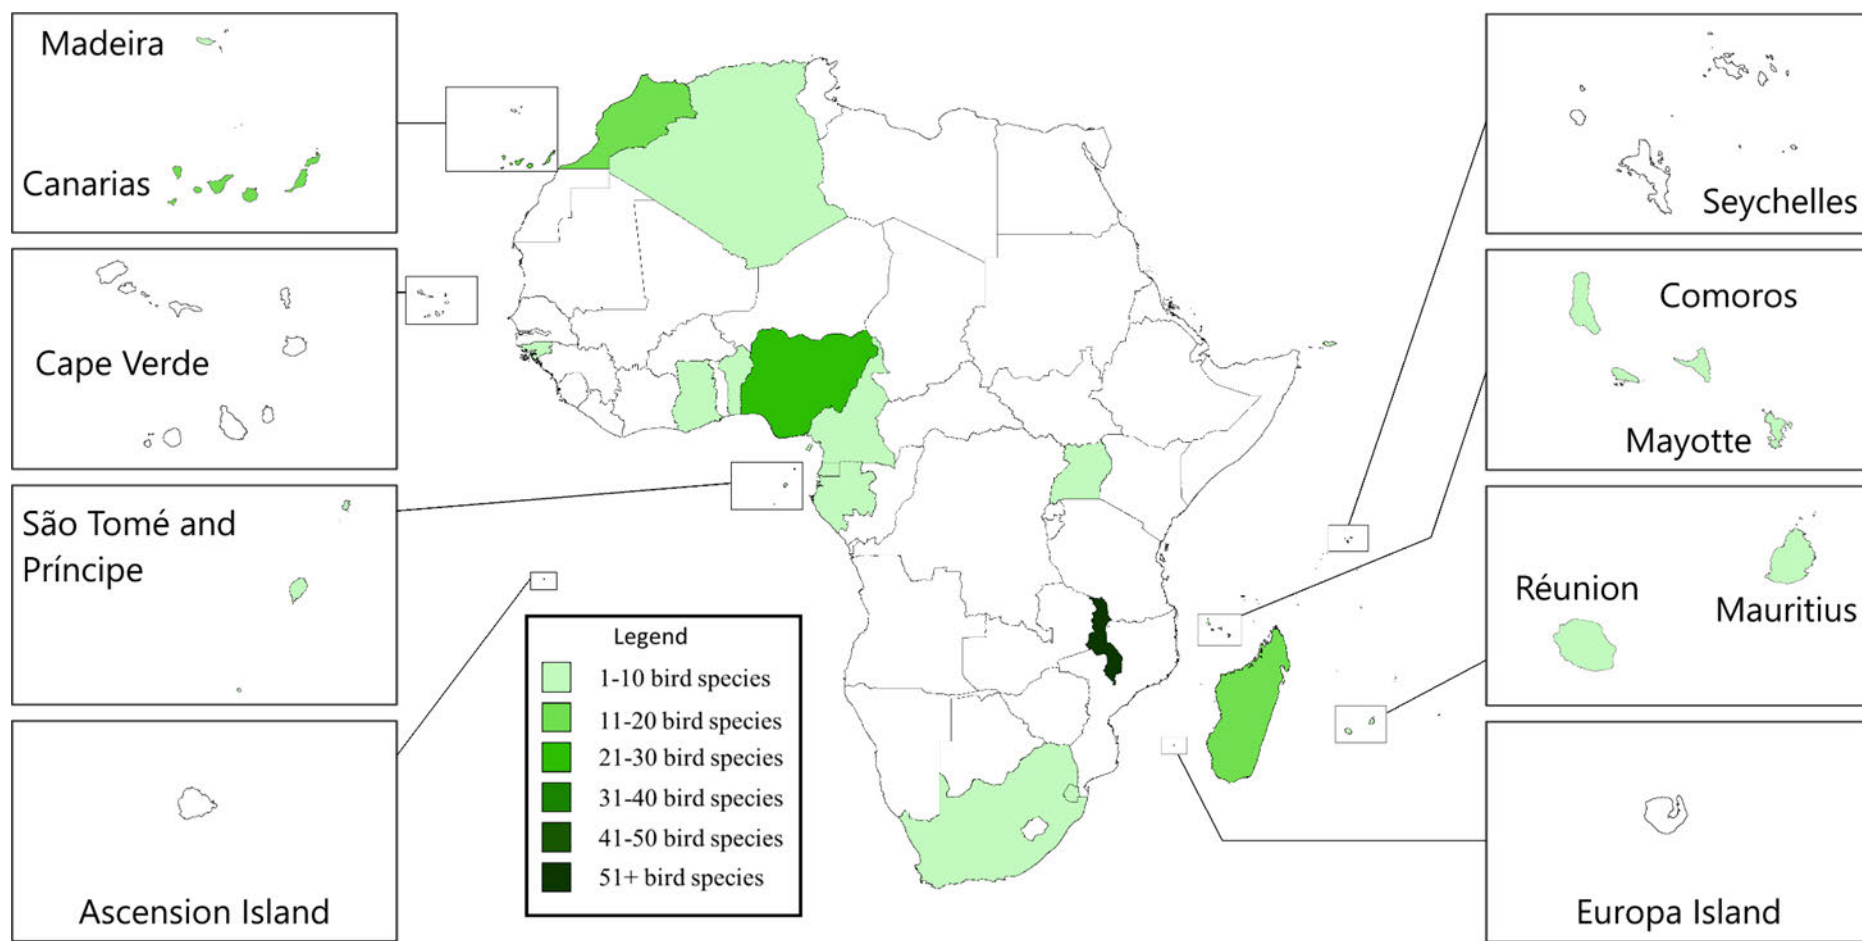 Madeira
Canarias
Cape Verde
São Tomé and
Príncipe
Ascension Island
Legend
1-10 bird species
11-20 bird species
21-30 bird species
31-40 bird species
41-50 bird species
51+ bird species
Seychelles
Comoros
Mayotte
Réunion
Mauritius
Europa Island